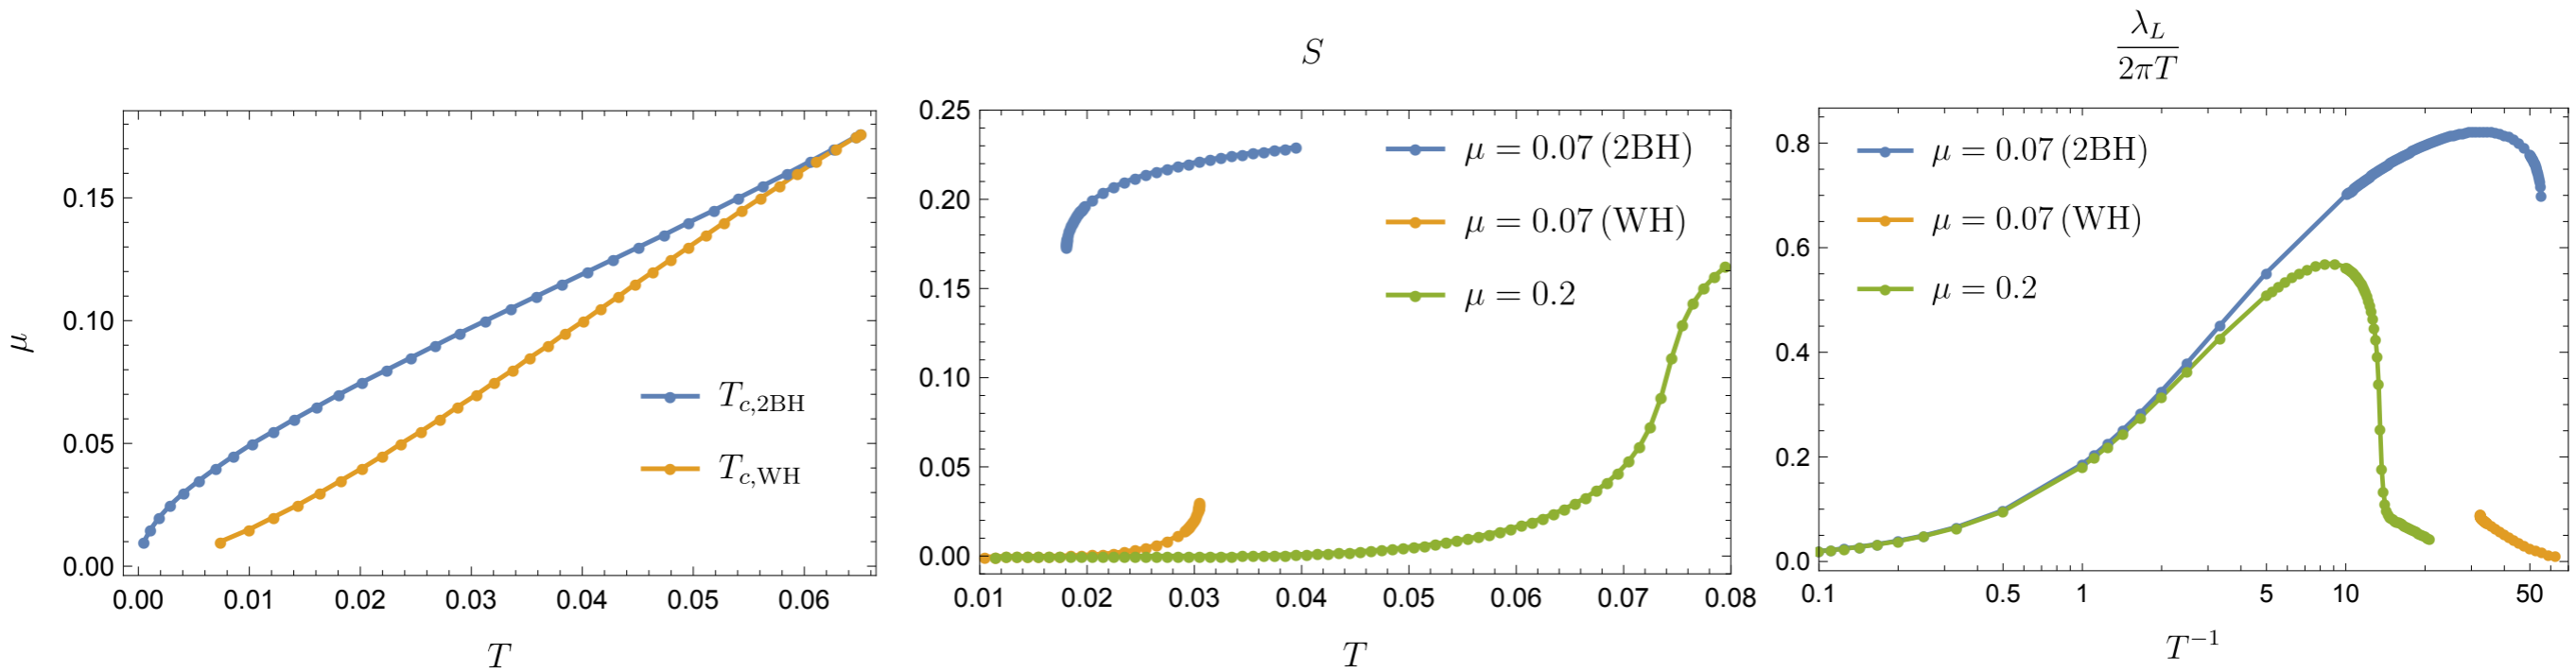 S
λ_L
2πT
μ
0.15
0.10
0.05
0.00
0.00 0.01 0.02 0.03 0.04 0.05 0.06
T
T_{c,2BH}
T_{c,WH}
0.25
0.20
0.15
0.10
0.05
0.00
0.01 0.02 0.03 0.04 0.05 0.06 0.07 0.08
T
μ = 0.07 (2BH)
μ = 0.07 (WH)
μ = 0.2
0.8
0.6
0.4
0.2
0.0
0.1 0.5 1 5 10 50
T^{-1}
μ = 0.07 (2BH)
μ = 0.07 (WH)
μ = 0.2